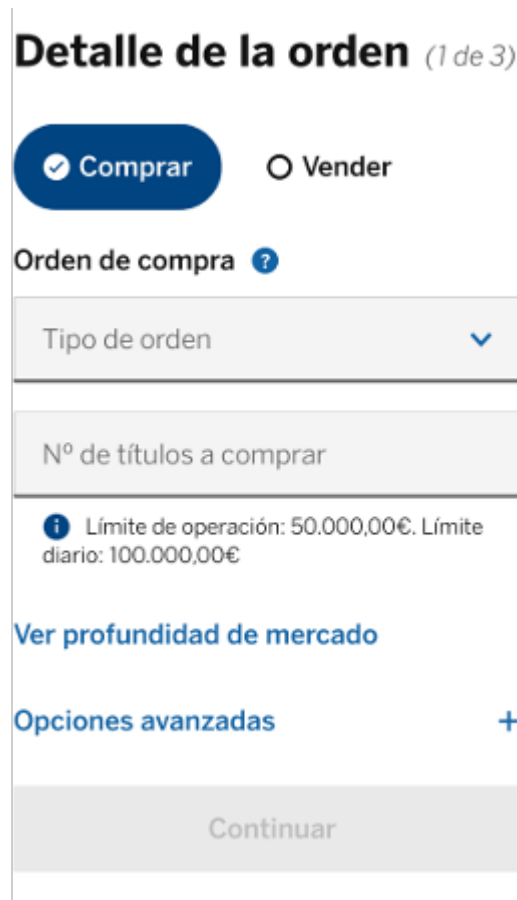 Detalle de la orden (1 de 3)
Comprar
Vender
Orden de compra ?
Tipo de orden
Nº de títulos a comprar
i Límite de operación: 50.000,00€. Límite
diario: 100.000,00€
Ver profundidad de mercado
Opciones avanzadas +
Continuar